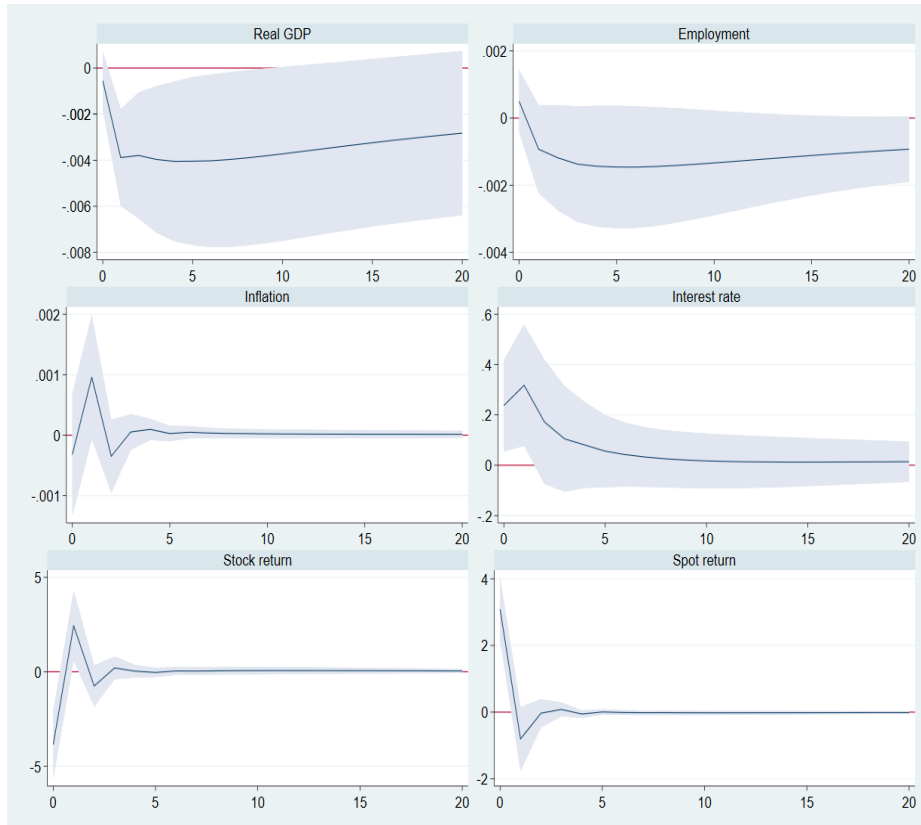 Real GDP
0
-.002
-.004
-.006
-.008
0 5 10 15 20
Employment
.002
0
-.002
-.004
0 5 10 15 20
Inflation
.002
.001
0
-.001
0 5 10 15 20
Interest rate
.6
.4
.2
0
-.2
0 5 10 15 20
Stock return
5
0
-5
0 5 10 15 20
Spot return
4
2
0
-2
0 5 10 15 20